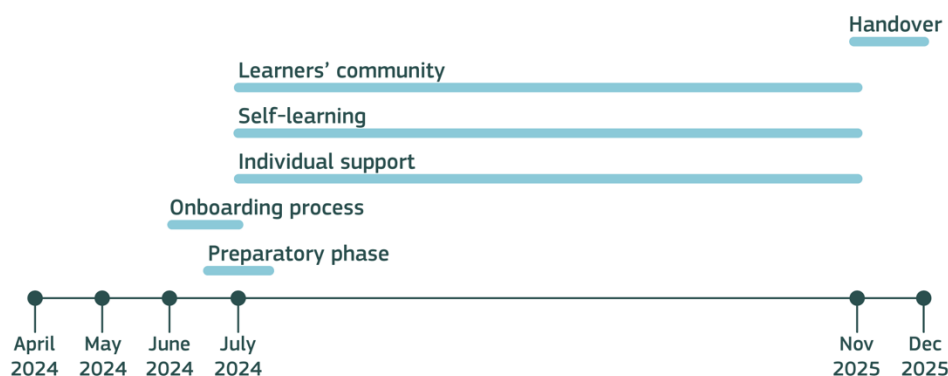 Handover
Learners' community
Self-learning
Individual support
Onboarding process
Preparatory phase
April May June July Nov Dec
2024 2024 2024 2024 2025 2025